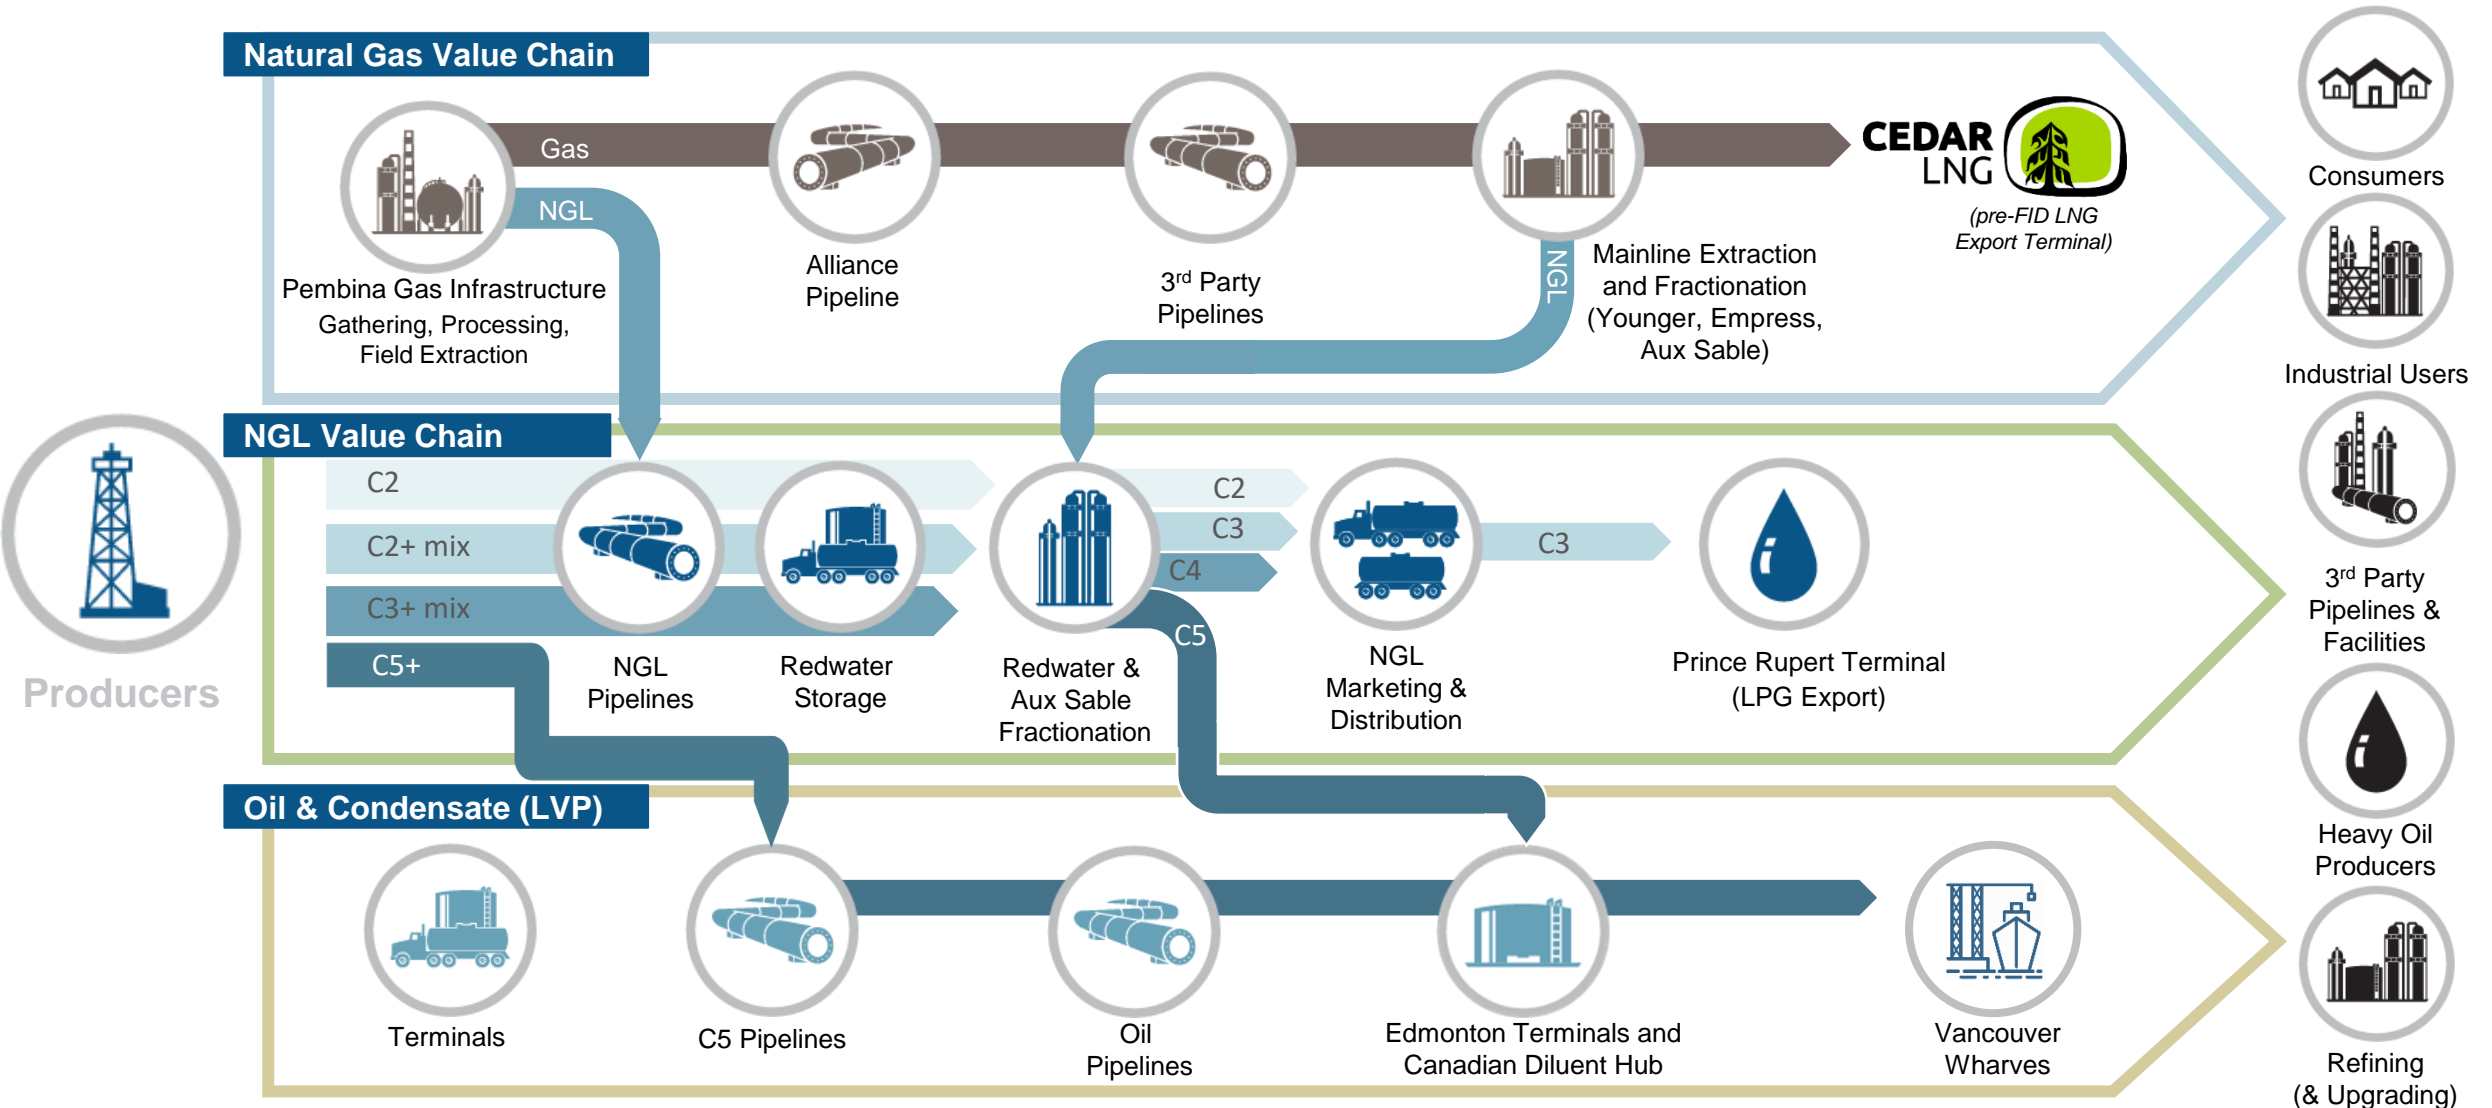 Natural Gas Value Chain
Gas
NGL
Pembina Gas Infrastructure
Gathering, Processing,
Field Extraction
Alliance
Pipeline
3rd Party
Pipelines
NGL
Mainline Extraction
and Fractionation
(Younger, Empress,
Aux Sable)
CEDAR
LNG
(pre-FID LNG
Export Terminal)
Producers
NGL Value Chain
C2
C2+ mix
C3+ mix
C5+
NGL
Pipelines
Redwater
Storage
Redwater &
Aux Sable
Fractionation
C2
C3
C4
C5
NGL
Marketing &
Distribution
C3
Prince Rupert Terminal
(LPG Export)
Oil & Condensate (LVP)
Terminals
C5 Pipelines
Oil
Pipelines
Edmonton Terminals and
Canadian Diluent Hub
Vancouver
Wharves
Consumers
Industrial Users
3rd Party
Pipelines &
Facilities
Heavy Oil
Producers
Refining
(& Upgrading)